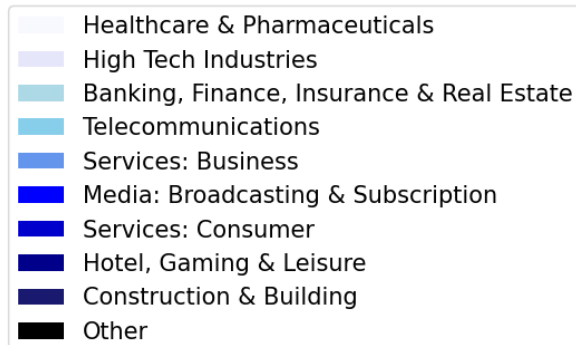 Healthcare & Pharmaceuticals
High Tech Industries
Banking, Finance, Insurance & Real Estate
Telecommunications
Services: Business
Media: Broadcasting & Subscription
Services: Consumer
Hotel, Gaming & Leisure
Construction & Building
Other